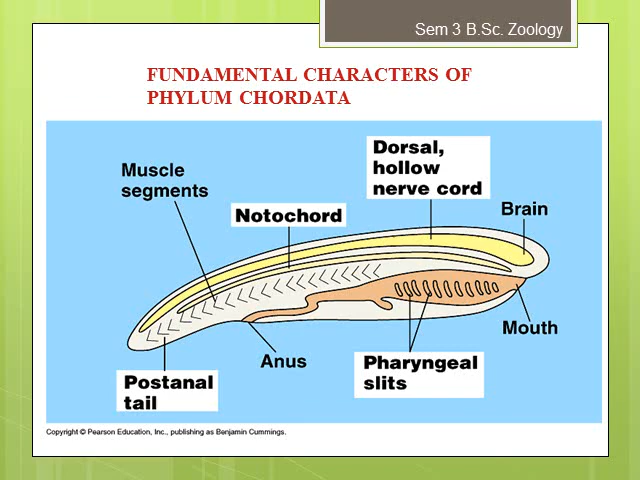 Sem 3 B.Sc. Zoology
FUNDAMENTAL CHARACTERS OF
PHYLUM CHORDATA
Dorsal,
hollow
nerve cord
Muscle
segments
Notochord
Brain
Mouth
Anus
Pharyngeal
slits
Postanal
tail
Copyright © Pearson Education, Inc., publishing as Benjamin Cummings.